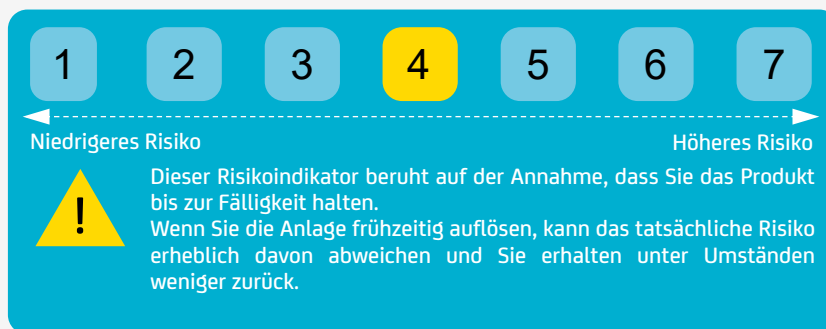 1 2 3 4 5 6 7
Niedrigeres Risiko Höheres Risiko
!
Dieser Risikoindikator beruht auf der Annahme, dass Sie das Produkt
bis zur Fälligkeit halten.
Wenn Sie die Anlage frühzeitig auflösen, kann das tatsächliche Risiko
erheblich davon abweichen und Sie erhalten unter Umständen
weniger zurück.